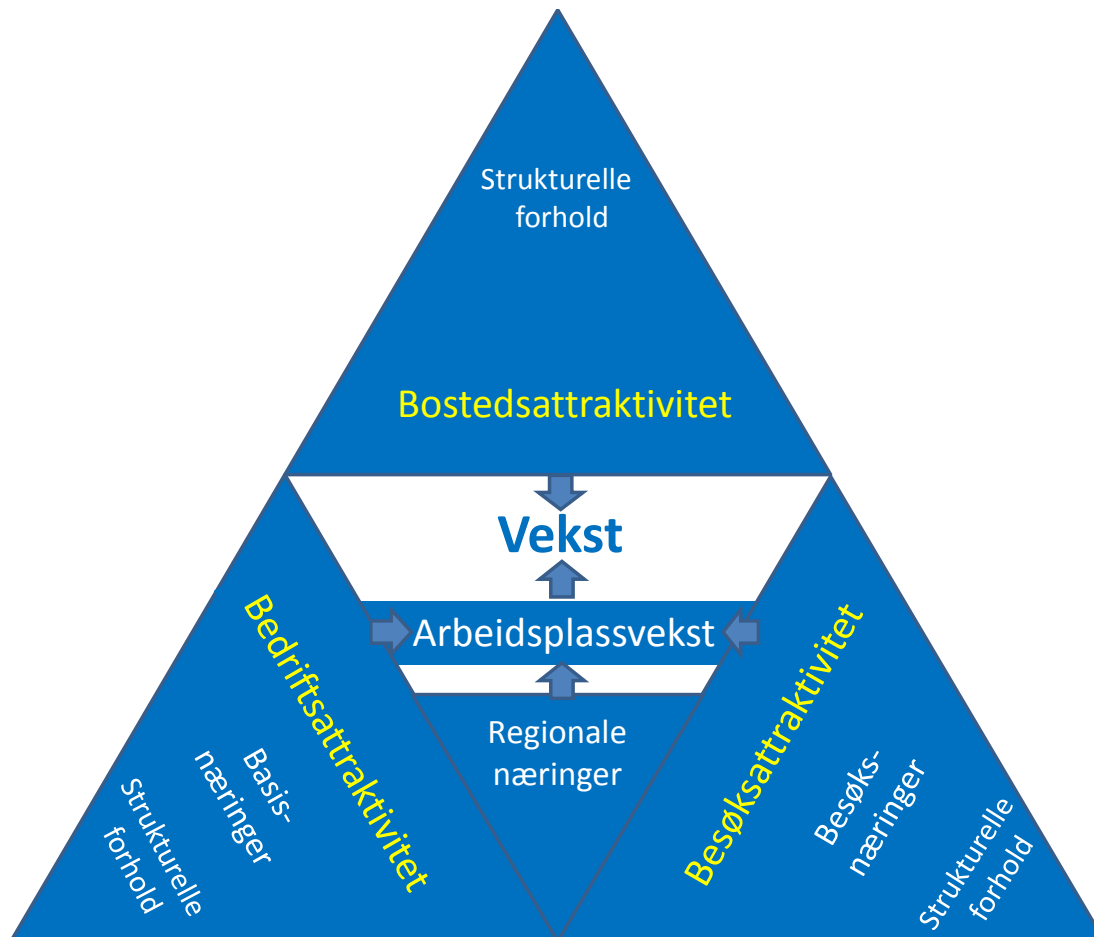 Strukturelle
forhold
Bostedsattraktivitet
Vekst
Arbeidsplassvekst
Regionale
næringer
Bedriftsattraktivitet
Basis-
næringer
Strukturelle
forhold
Besøksattraktivitet
Besøks-
næringer
Strukturelle
forhold